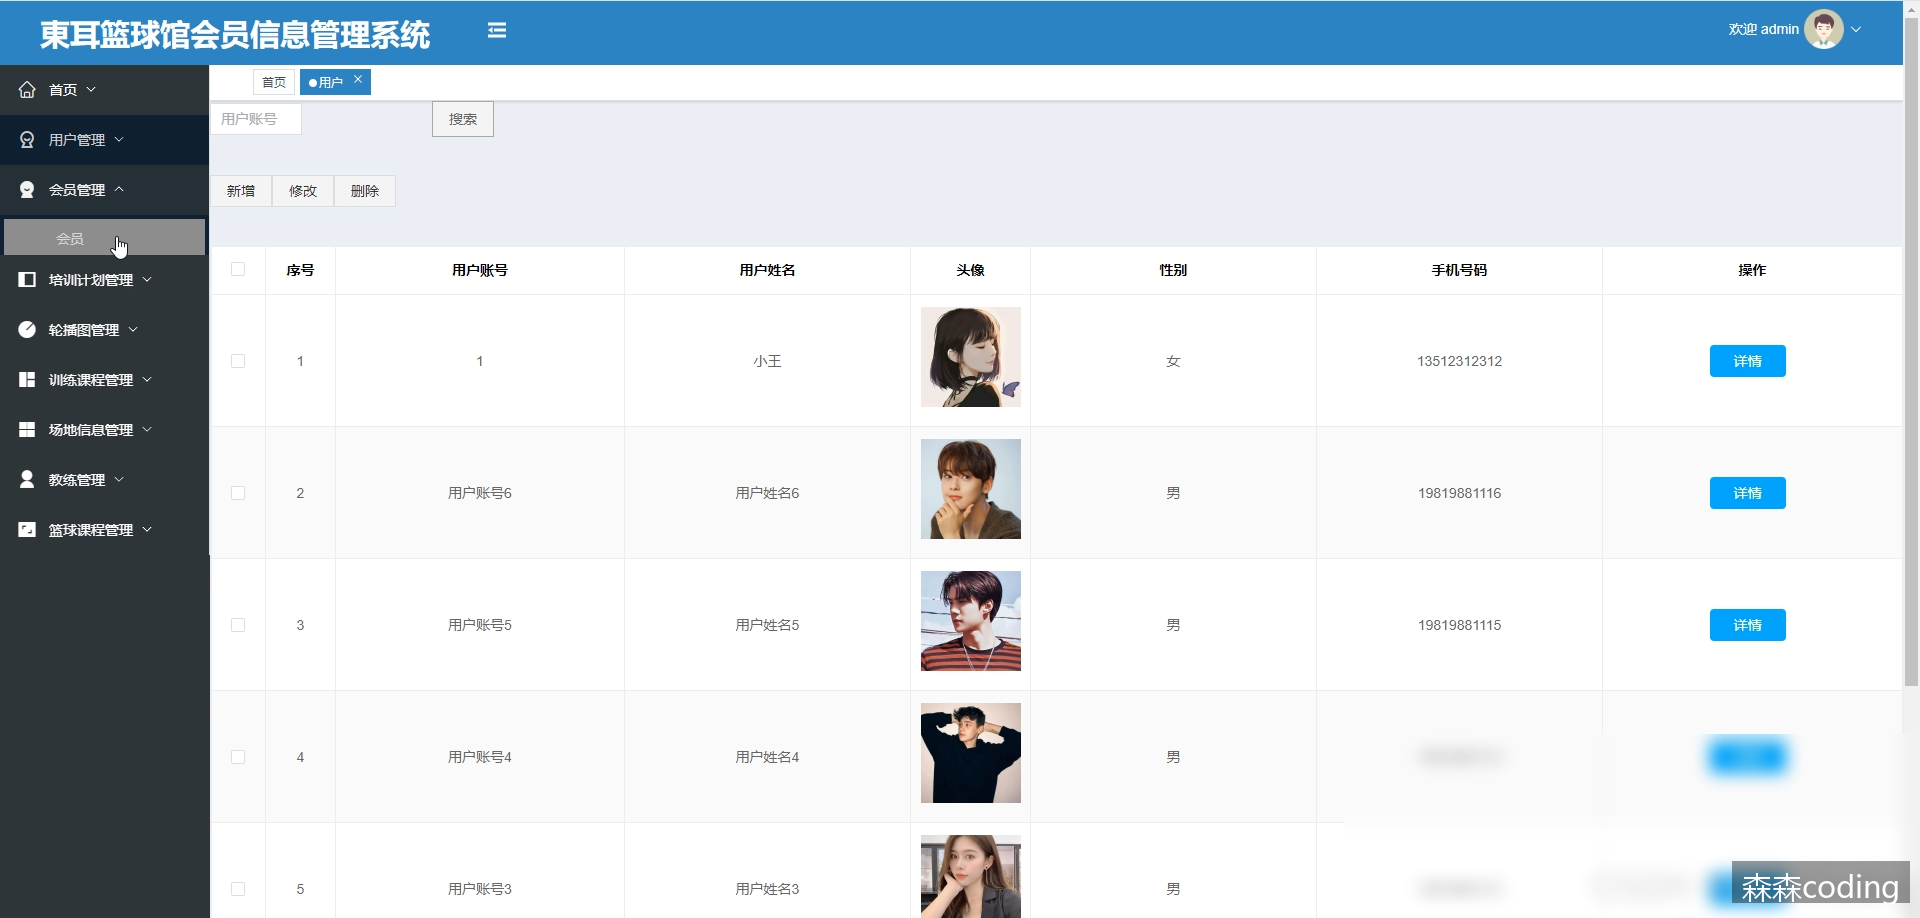 東耳篮球馆会员信息管理系统
欢迎 admin
首页
用户管理
会员管理
会员
培训计划管理
轮播图管理
训练课程管理
场地信息管理
教练管理
篮球课程管理
首页 用户
用户账号 搜索
新增 修改 删除
序号 用户账号 用户姓名 头像 性别 手机号码 操作
1 1 小王 女 13512312312 详情
2 用户账号6 用户姓名6 男 19819881116 详情
3 用户账号5 用户姓名5 男 19819881115 详情
4 用户账号4 用户姓名4 男
5 用户账号3 用户姓名3 男
森森coding